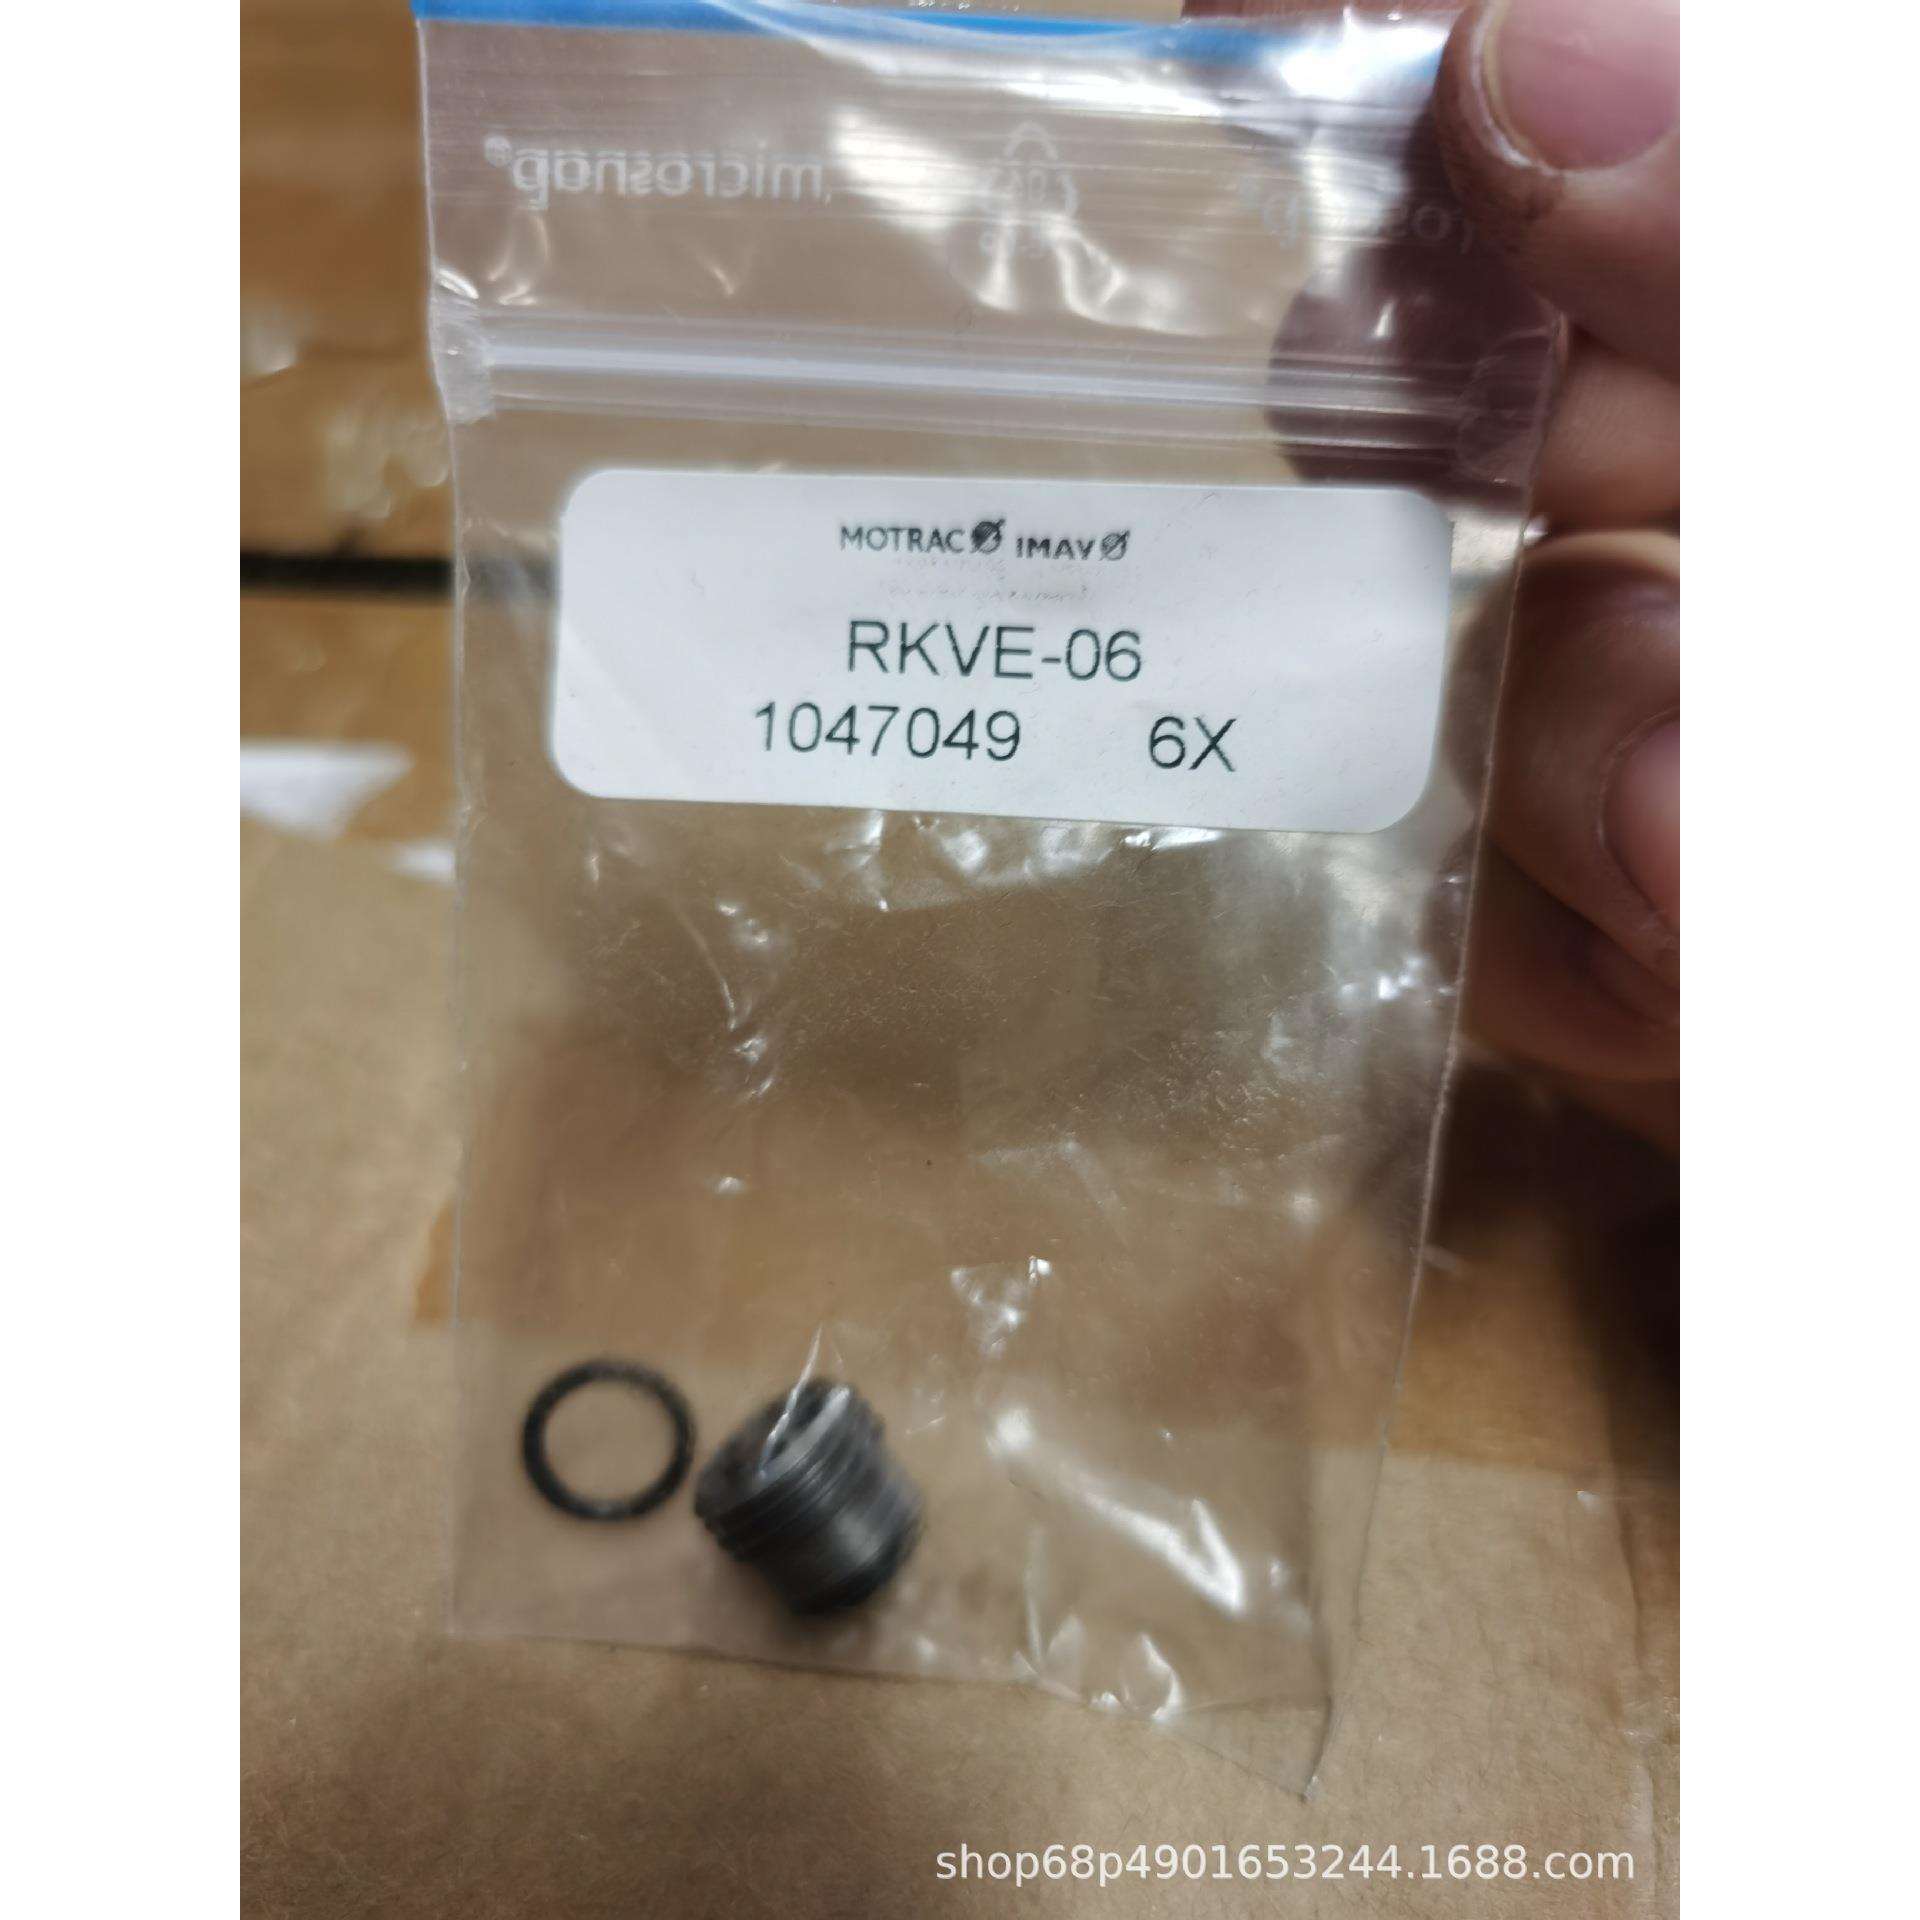 microsnap®
MOTRAC IMAV
RKVE-06
1047049 6X
shop68p4901653244.1688.com